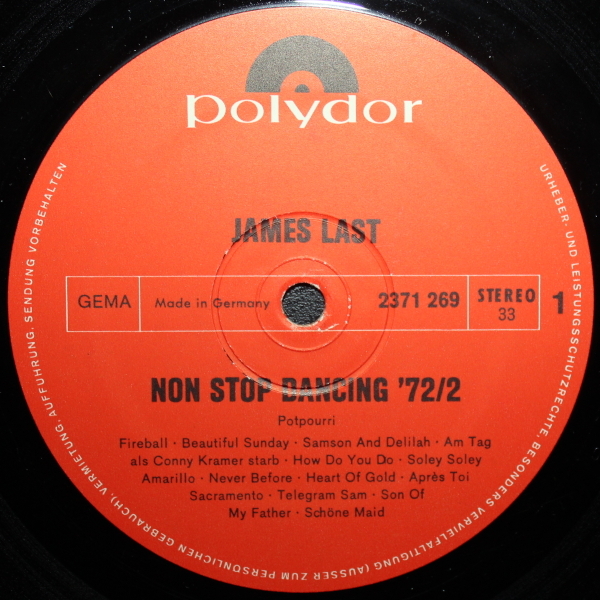 polydor
JAMES LAST
GEMA
Made in Germany
2371 269
STEREO
33
1
NON STOP DANCING '72/2
Potpourri
Fireball · Beautiful Sunday · Samson And Delilah · Am Tag
als Conny Kramer starb · How Do You Do · Soley Soley
Amarillo · Never Before · Heart Of Gold · Après Toi
Sacramento · Telegram Sam · Son Of
My Father · Schöne Maid
URHEBER- UND LEISTUNGSSCHUTZRECHTE, BESONDERS VERVIELFÄLTIGUNG (AUSSER ZUM PERSÖNLICHEN GEBRAUCH), VERMIETUNG, AUFFÜHRUNG, SENDUNG VORBEHALTEN